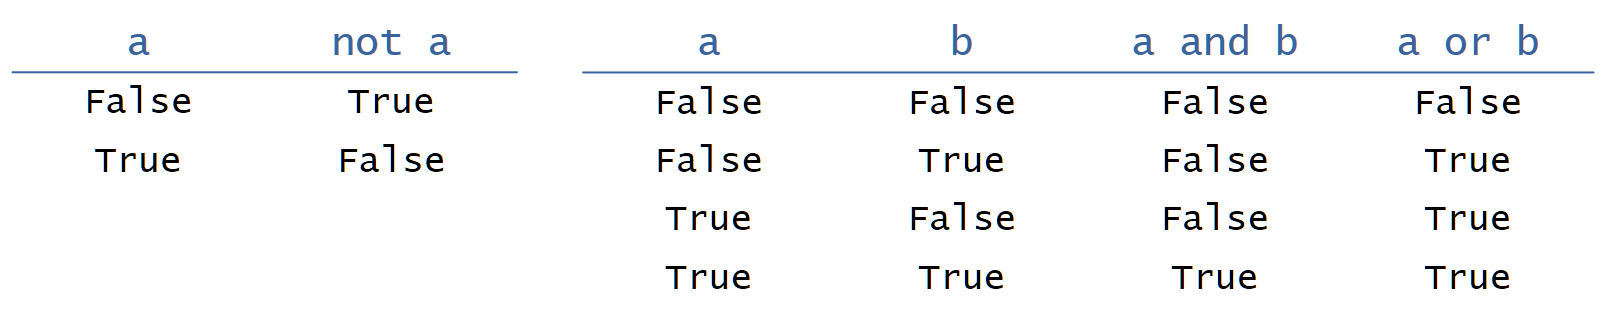 a not a a b a and b a or b
False True False False False False
True False False True False True
True False False True
True True True True